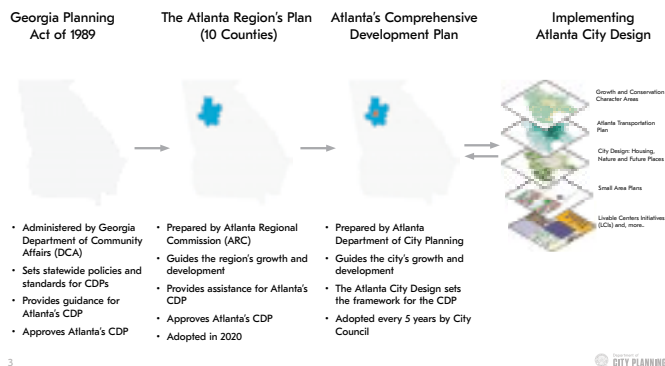 Georgia Planning
Act of 1989
The Atlanta Region's Plan
(10 Counties)
Atlanta's Comprehensive
Development Plan
Implementing
Atlanta City Design
Growth and Conservation
Character Areas
Atlanta Transportation
Plan
City Design: Housing,
Nature and Future Places
Small Area Plans
Livable Centers Initiatives
(LCIs) and, more..
• Administered by Georgia
Department of Community
Affairs (DCA)
• Sets statewide policies and
standards for CDPs
• Provides guidance for
Atlanta's CDP
• Approves Atlanta's CDP
• Prepared by Atlanta Regional
Commission (ARC)
• Guides the region's growth and
development
• Provides assistance for Atlanta's
CDP
• Approves Atlanta's CDP
• Adopted in 2020
• Prepared by Atlanta
Department of City Planning
• Guides the city's growth and
development
• The Atlanta City Design sets
the framework for the CDP
• Adopted every 5 years by City
Council
3
Department of
CITY PLANNING